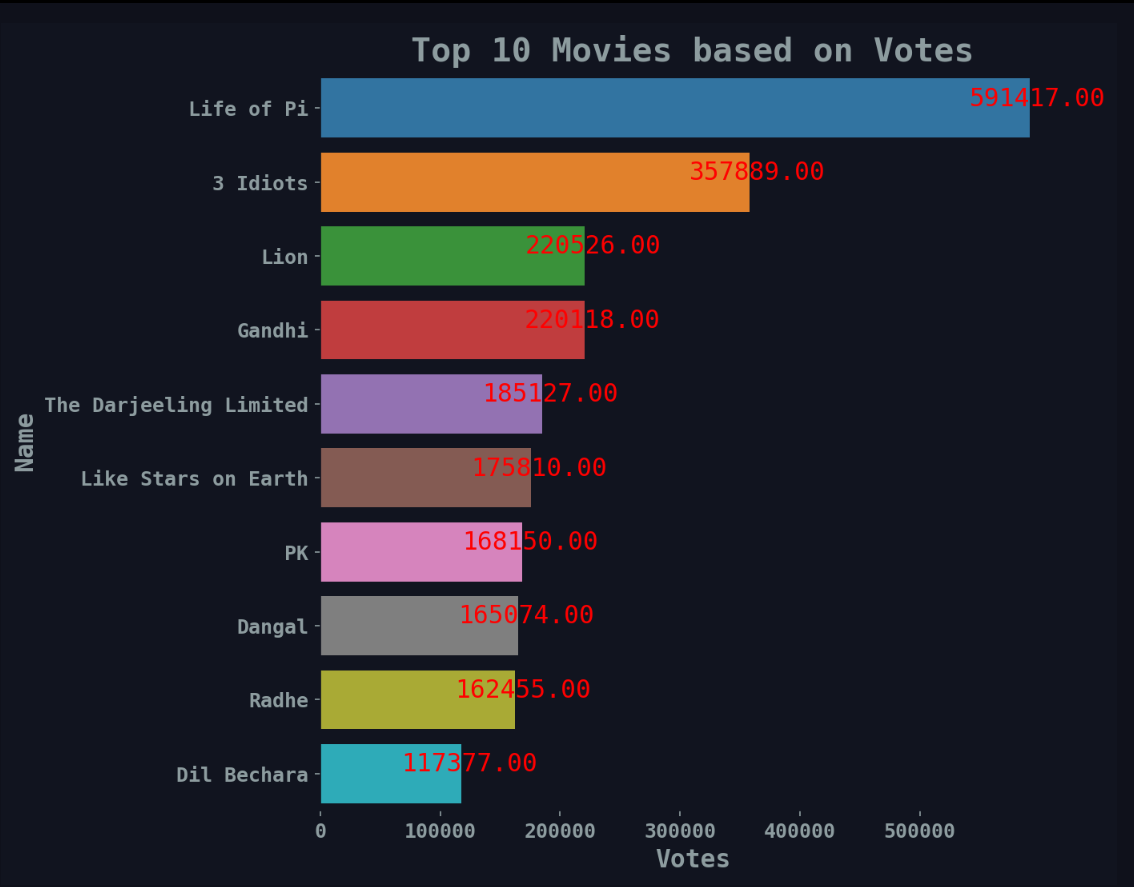 Top 10 Movies based on Votes
Life of Pi 591417.00
3 Idiots 357889.00
Lion 220526.00
Gandhi 220118.00
The Darjeeling Limited 185127.00
Name
Like Stars on Earth 175810.00
PK 168150.00
Dangal 165074.00
Radhe 162455.00
Dil Bechara 117377.00
0 100000 200000 300000 400000 500000
Votes